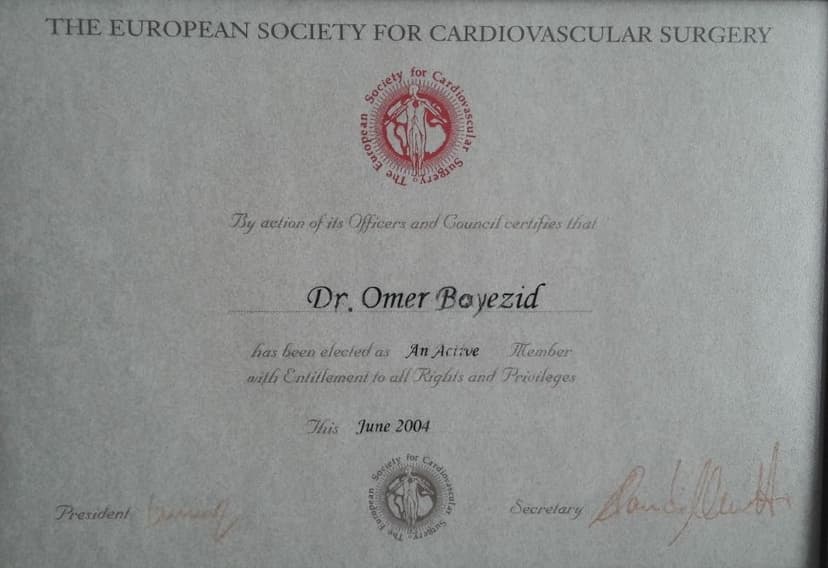 THE EUROPEAN SOCIETY FOR CARDIOVASCULAR SURGERY
The European Society for Cardiovascular Surgery
By action of its Officers and Council certifies that
Dr. Omer Bayezid
has been elected as An Active Member
with Entitlement to all Rights and Privileges
This June 2004
The European Society for Cardiovascular Surgery
President
Secretary